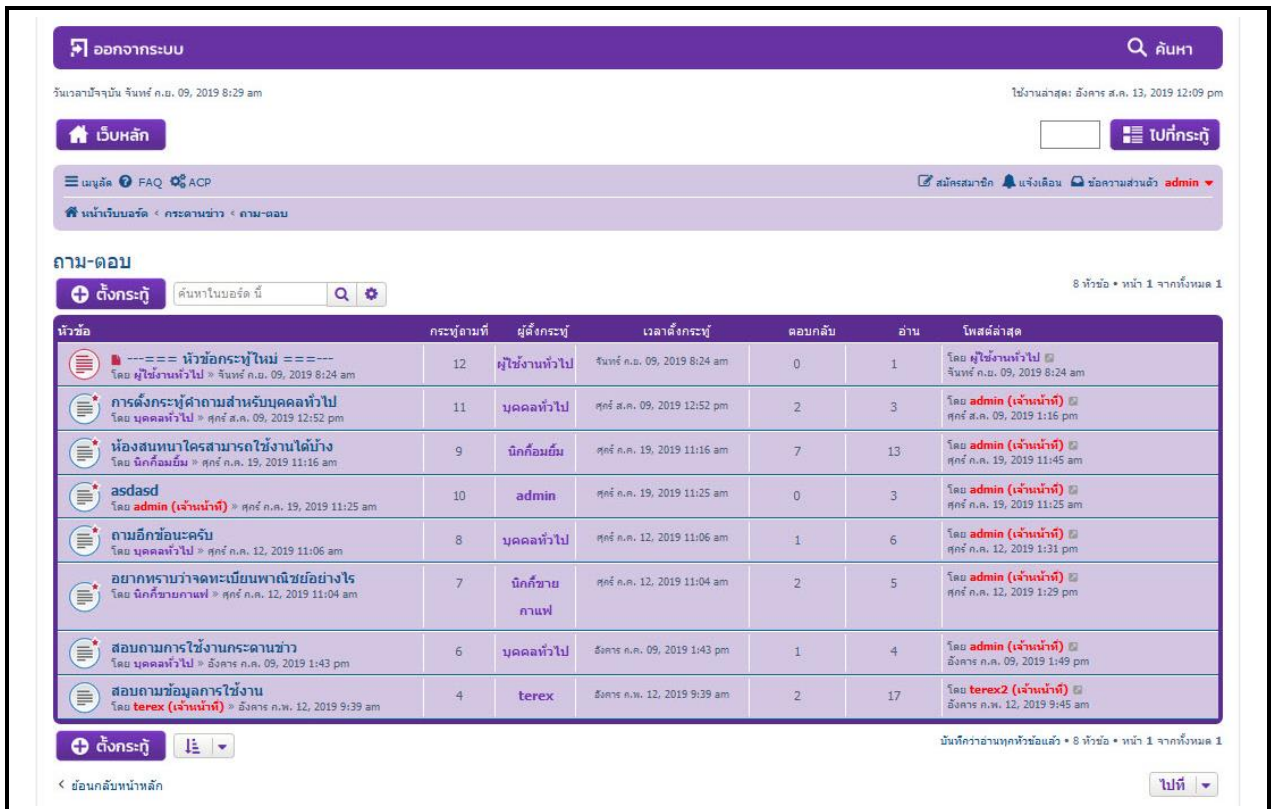 ออกจากระบบ ค้นหา
วันเวลาปัจจุบัน จันทร์ ก.ย. 09, 2019 8:29 am ใช้งานล่าสุด: อังคาร ส.ค. 13, 2019 12:09 pm
เว็บหลัก ไปที่กระทู้
เมนูลัด FAQ ACP สมัครสมาชิก แจ้งเตือน ข้อความส่วนตัว admin
หน้าเว็บบอร์ด ‹ กระดานข่าว ‹ ถาม-ตอบ
ถาม-ตอบ
ตั้งกระทู้ ค้นหาในบอร์ด นี้ 8 หัวข้อ • หน้า 1 จากทั้งหมด 1
หัวข้อ กระทู้ถามที่ ผู้ตั้งกระทู้ เวลาตั้งกระทู้ ตอบกลับ อ่าน โพสต์ล่าสุด
---=== หัวข้อกระทู้ใหม่ ===--- 12 ผู้ใช้งานทั่วไป จันทร์ ก.ย. 09, 2019 8:24 am 0 1 โดย ผู้ใช้งานทั่วไป
โดย ผู้ใช้งานทั่วไป » จันทร์ ก.ย. 09, 2019 8:24 am จันทร์ ก.ย. 09, 2019 8:24 am
การตั้งกระทู้คำถามสำหรับบุคคลทั่วไป 11 บุคคลทั่วไป ศุกร์ ส.ค. 09, 2019 12:52 pm 2 3 โดย admin (เจ้าหน้าที่)
โดย บุคคลทั่วไป » ศุกร์ ส.ค. 09, 2019 12:52 pm ศุกร์ ส.ค. 09, 2019 1:16 pm
ห้องสนทนาใครสามารถใช้งานได้บ้าง 9 นิกกี้อมยิ้ม ศุกร์ ก.ค. 19, 2019 11:16 am 7 13 โดย admin (เจ้าหน้าที่)
โดย นิกกี้อมยิ้ม » ศุกร์ ก.ค. 19, 2019 11:16 am ศุกร์ ก.ค. 19, 2019 11:45 am
asdasd 10 admin ศุกร์ ก.ค. 19, 2019 11:25 am 0 3 โดย admin (เจ้าหน้าที่)
โดย admin (เจ้าหน้าที่) » ศุกร์ ก.ค. 19, 2019 11:25 am ศุกร์ ก.ค. 19, 2019 11:25 am
ถามอีกข้อนะครับ 8 บุคคลทั่วไป ศุกร์ ก.ค. 12, 2019 11:06 am 1 6 โดย admin (เจ้าหน้าที่)
โดย บุคคลทั่วไป » ศุกร์ ก.ค. 12, 2019 11:06 am ศุกร์ ก.ค. 12, 2019 1:31 pm
อยากทราบว่าจดทะเบียนพาณิชย์อย่างไร 7 นิกกี้ขาย ศุกร์ ก.ค. 12, 2019 11:04 am 2 5 โดย admin (เจ้าหน้าที่)
โดย นิกกี้ขายกาแฟ » ศุกร์ ก.ค. 12, 2019 11:04 am กาแฟ ศุกร์ ก.ค. 12, 2019 1:29 pm
สอบถามการใช้งานกระดานข่าว 6 บุคคลทั่วไป อังคาร ก.ค. 09, 2019 1:43 pm 1 4 โดย admin (เจ้าหน้าที่)
โดย บุคคลทั่วไป » อังคาร ก.ค. 09, 2019 1:43 pm อังคาร ก.ค. 09, 2019 1:49 pm
สอบถามข้อมูลการใช้งาน 4 terex อังคาร ก.พ. 12, 2019 9:39 am 2 17 โดย terex2 (เจ้าหน้าที่)
โดย terex (เจ้าหน้าที่) » อังคาร ก.พ. 12, 2019 9:39 am อังคาร ก.พ. 12, 2019 9:45 am
ตั้งกระทู้ บันทึกว่าอ่านทุกหัวข้อแล้ว • 8 หัวข้อ • หน้า 1 จากทั้งหมด 1
‹ ย้อนกลับหน้าหลัก ไปที่